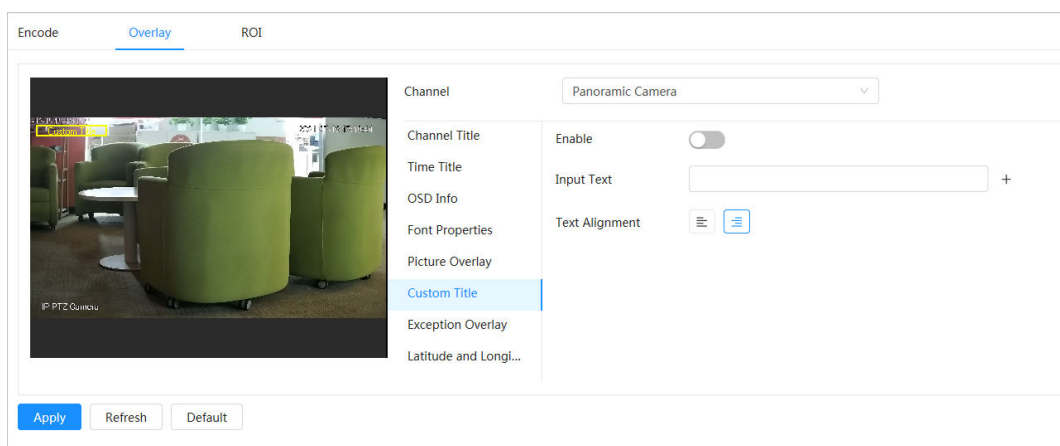 Encode Overlay ROI
Channel Panoramic Camera
Custom Title
Channel Title
Time Title
OSD Info
Font Properties
Picture Overlay
Custom Title
Exception Overlay
Latitude and Longi...
Enable
Input Text +
Text Alignment
IP PTZ Camera
Apply Refresh Default